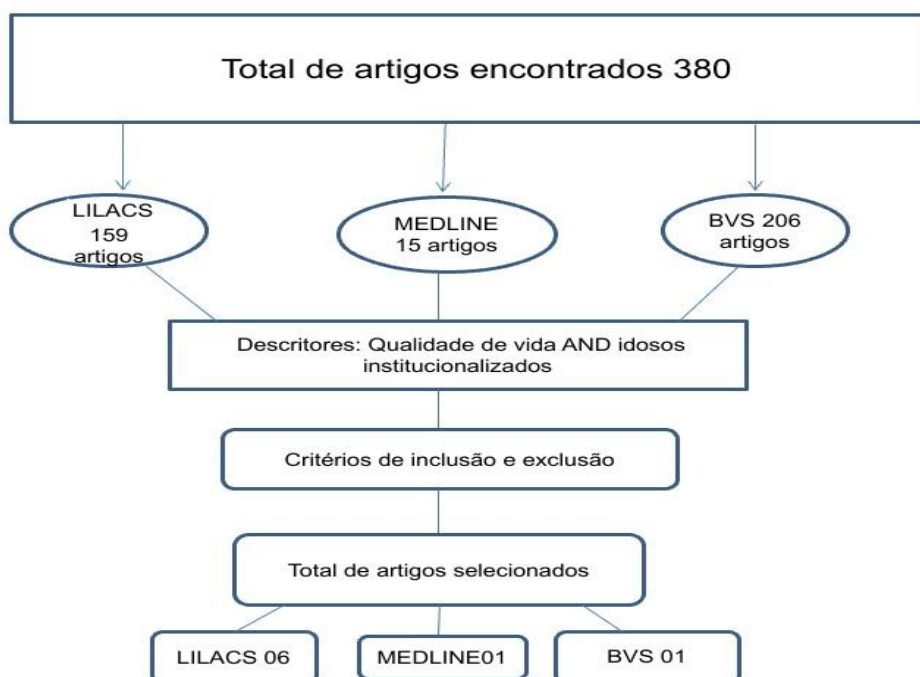 Total de artigos encontrados 380
LILACS
159
artigos
MEDLINE
15 artigos
BVS 206
artigos
Descritores: Qualidade de vida AND idosos
institucionalizados
Critérios de inclusão e exclusão
Total de artigos selecionados
LILACS 06
MEDLINE01
BVS 01